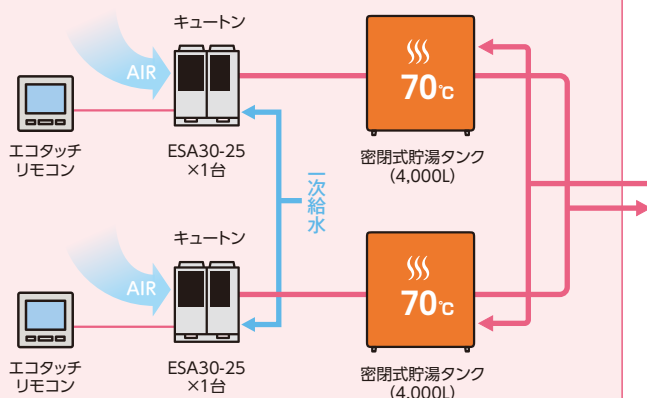 キュートン
AIR
70℃
エコタッチ
リモコン
ESA30-25
×1台
密閉式貯湯タンク
(4,000L)
一次給水
キュートン
AIR
70℃
エコタッチ
リモコン
ESA30-25
×1台
密閉式貯湯タンク
(4,000L)